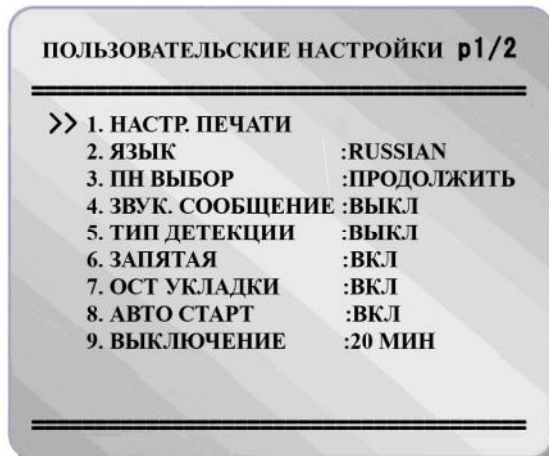 ПОЛЬЗОВАТЕЛЬСКИЕ НАСТРОЙКИ p1/2
>> 1. НАСТР. ПЕЧАТИ
2. ЯЗЫК :RUSSIAN
3. ПН ВЫБОР :ПРОДОЛЖИТЬ
4. ЗВУК. СООБЩЕНИЕ :ВЫКЛ
5. ТИП ДЕТЕКЦИИ :ВЫКЛ
6. ЗАПЯТАЯ :ВКЛ
7. ОСТ УКЛАДКИ :ВКЛ
8. АВТО СТАРТ :ВКЛ
9. ВЫКЛЮЧЕНИЕ :20 МИН